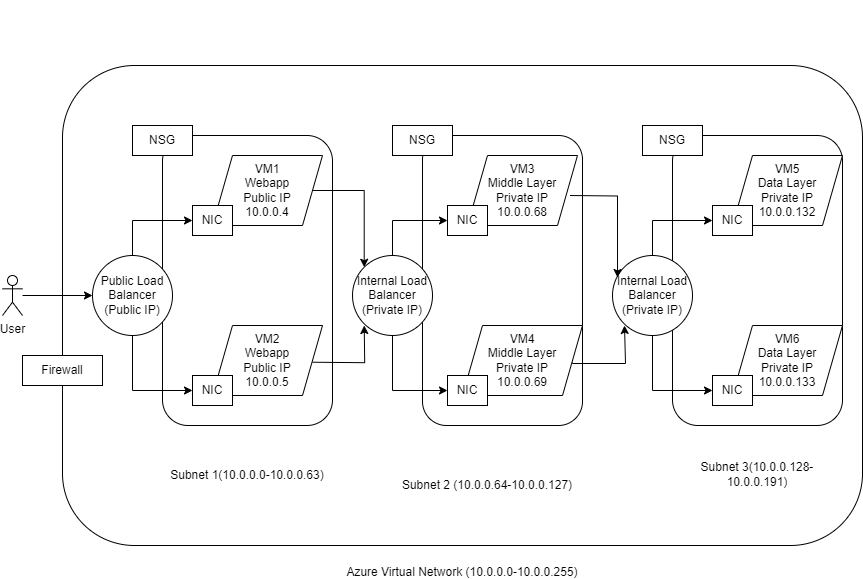 NSG
NSG
NSG
VM1
Webapp
Public IP
10.0.0.4
NIC
VM3
Middle Layer
Private IP
10.0.0.68
NIC
VM5
Data Layer
Private IP
10.0.0.132
NIC
Public Load
Balancer
(Public IP)
Internal Load
Balancer
(Private IP)
Internal Load
Balancer
(Private IP)
User
Firewall
VM2
Webapp
Public IP
10.0.0.5
NIC
VM4
Middle Layer
Private IP
10.0.0.69
NIC
VM6
Data Layer
Private IP
10.0.0.133
NIC
Subnet 1(10.0.0.0-10.0.0.63)
Subnet 2 (10.0.0.64-10.0.0.127)
Subnet 3(10.0.0.128-
10.0.0.191)
Azure Virtual Network (10.0.0.0-10.0.0.255)